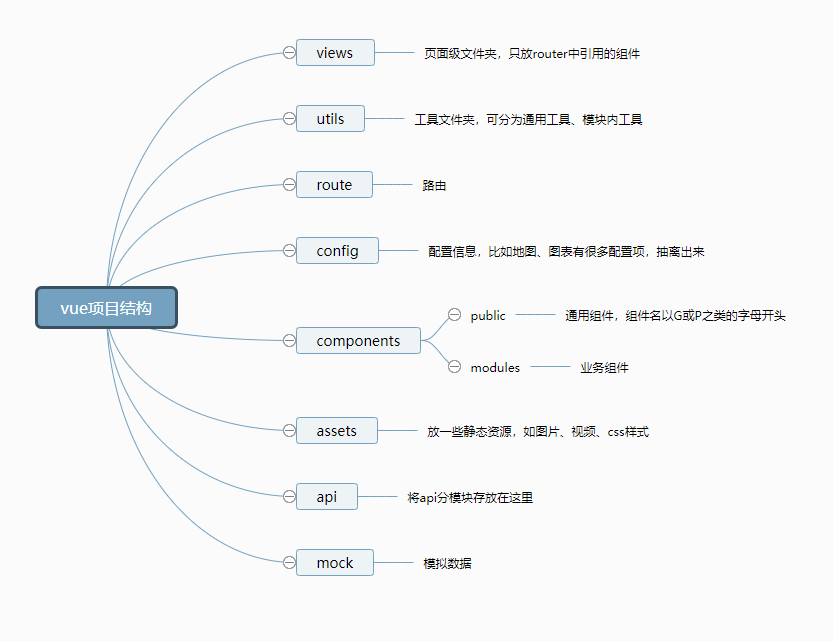 views
页面级文件夹，只放router中引用的组件
utils
工具文件夹，可分为通用工具、模块内工具
route
路由
config
配置信息，比如地图、图表有很多配置项，抽离出来
vue项目结构
public
通用组件，组件名以G或P之类的字母开头
components
modules
业务组件
assets
放一些静态资源，如图片、视频、css样式
api
将api分模块存放在这里
mock
模拟数据